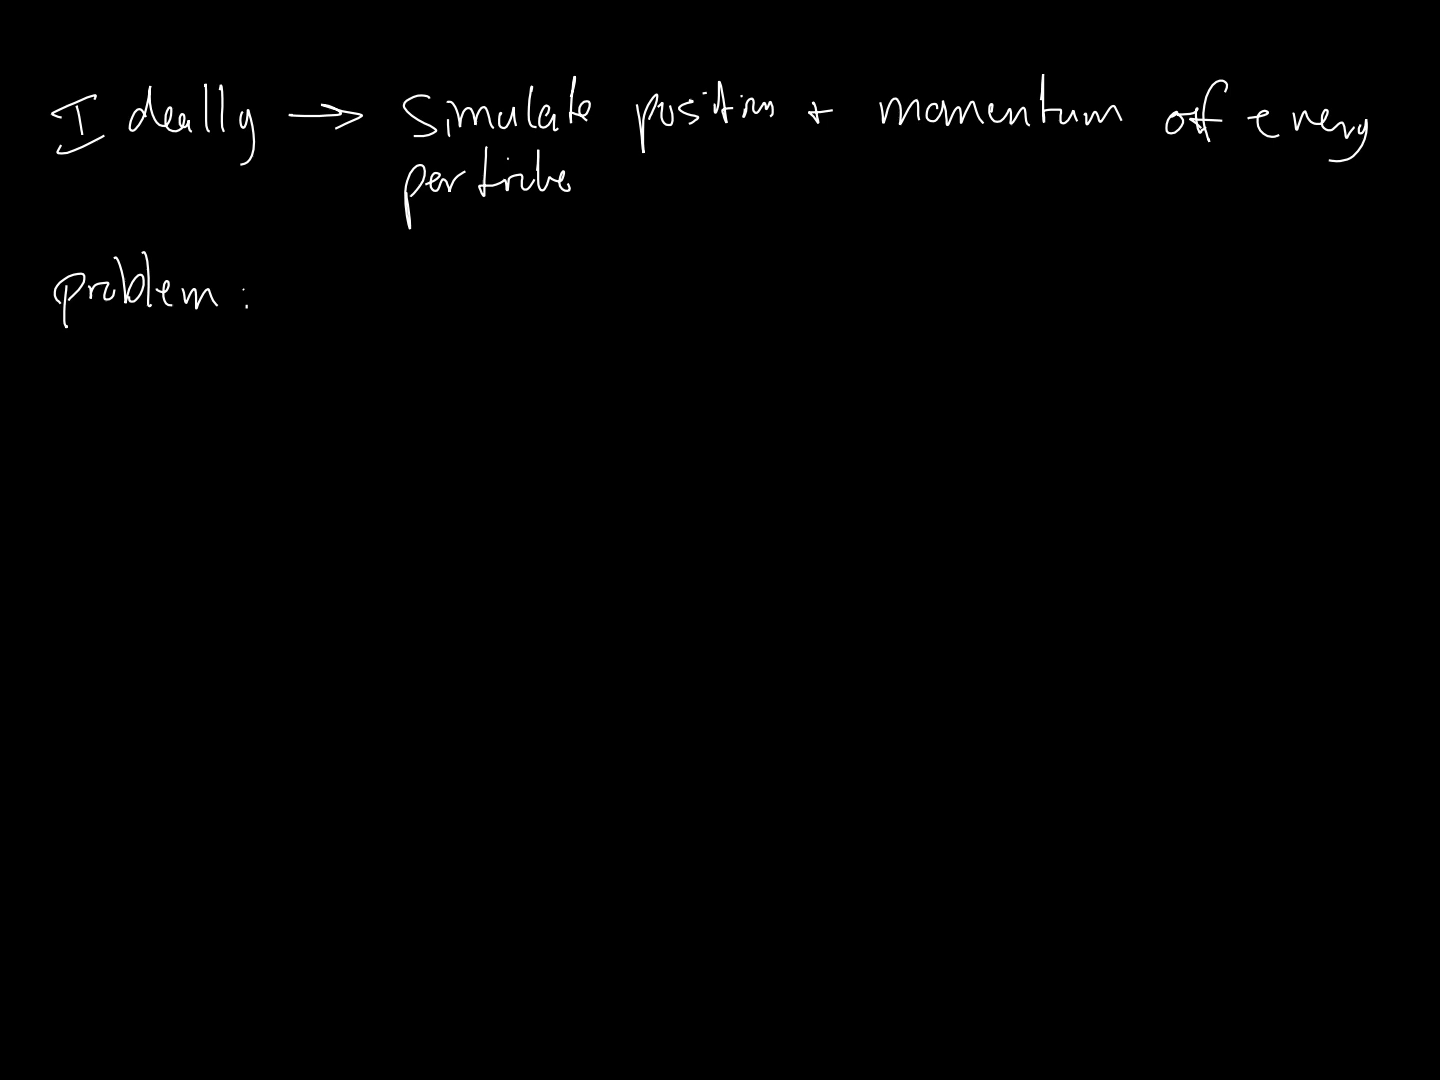 Ideally → Simulate position + momentum of every
particle
problem :